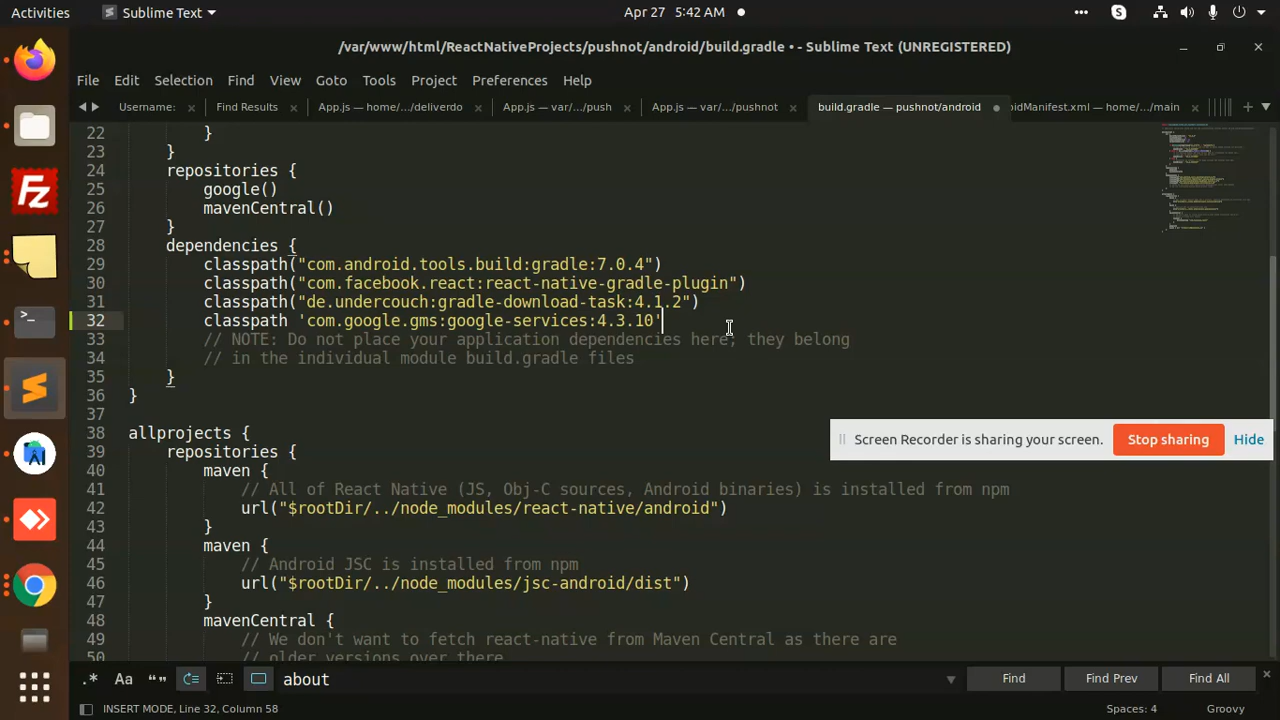 Activities
Sublime Text
Apr 27 5:42 AM
/var/www/html/ReactNativeProjects/pushnot/android/build.gradle • - Sublime Text (UNREGISTERED)
File Edit Selection Find View Goto Tools Project Preferences Help
Username: Find Results App.js — home/.../deliverdo App.js — var/.../push App.js — var/.../pushnot build.gradle — pushnot/android idManifest.xml — home/.../main
22 }
23 }
24 repositories {
25 google()
26 mavenCentral()
27 }
28 dependencies {
29 classpath("com.android.tools.build:gradle:7.0.4")
30 classpath("com.facebook.react:react-native-gradle-plugin")
31 classpath("de.undercouch:gradle-download-task:4.1.2")
32 classpath 'com.google.gms:google-services:4.3.10'
33 // NOTE: Do not place your application dependencies here; they belong
34 // in the individual module build.gradle files
35 }
36 }
37
38 allprojects {
39 repositories {
40 maven {
41 // All of React Native (JS, Obj-C sources, Android binaries) is installed from npm
42 url("$rootDir/../node_modules/react-native/android")
43 }
44 maven {
45 // Android JSC is installed from npm
46 url("$rootDir/../node_modules/jsc-android/dist")
47 }
48 mavenCentral {
49 // We don't want to fetch react-native from Maven Central as there are
50 // older versions over there.
Screen Recorder is sharing your screen. Stop sharing Hide
.* Aa about Find Find Prev Find All
INSERT MODE, Line 32, Column 58 Spaces: 4 Groovy